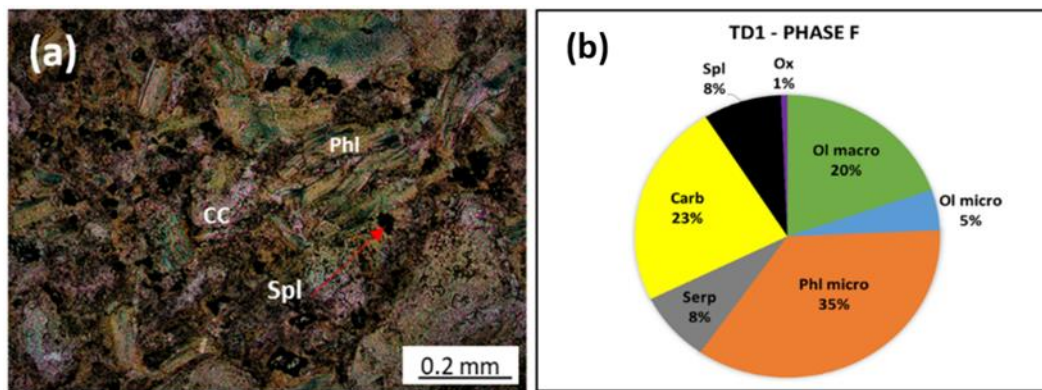 (a)
Phl
CC
Spl
0.2 mm
(b)
TD1 - PHASE F
Ox
1%
Spl
8%
Ol macro
20%
Ol micro
5%
Phl micro
35%
Serp
8%
Carb
23%